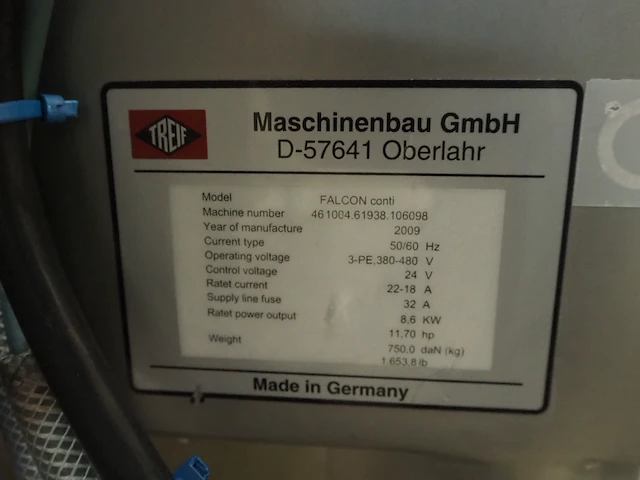 TREIF
Maschinenbau GmbH
D-57641 Oberlahr
Model FALCON conti
Machine number 461004.61938.106098
Year of manufacture 2009
Current type 50/60 Hz
Operating voltage 3-PE,380-480 V
Control voltage 24 V
Ratet current 22-18 A
Supply line fuse 32 A
Ratet power output 8,6 KW
11,70 hp
Weight 750,0 daN (kg)
1.653,8 lb
Made in Germany